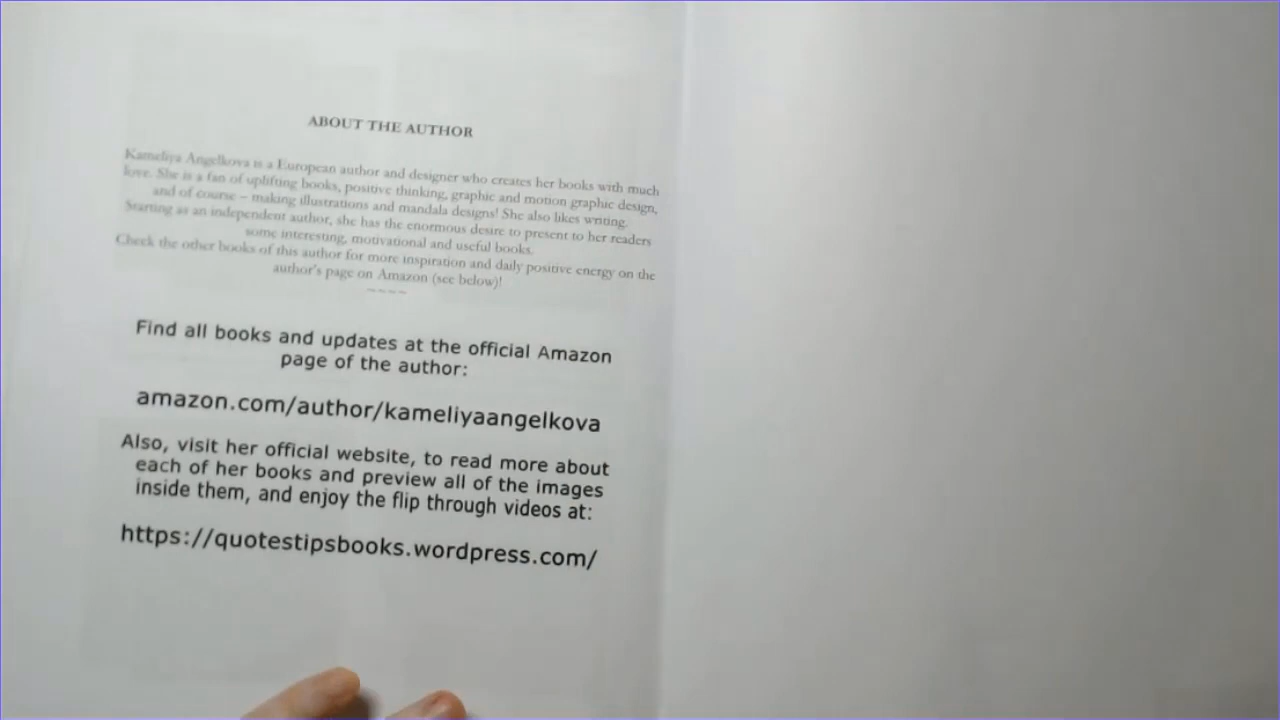 ABOUT THE AUTHOR
Kameliya Angelkova is a European author and designer who creates her books with much
love. She is a fan of uplifting books, positive thinking, graphic and motion graphic design,
and of course – making illustrations and mandala designs! She also likes writing.
Starting as an independent author, she has the enormous desire to present to her readers
some interesting, motivational and useful books.
Check the other books of this author for more inspiration and daily positive energy on the
author's page on Amazon (see below)!
~~~~
Find all books and updates at the official Amazon
page of the author:
amazon.com/author/kameliyaangelkova
Also, visit her official website, to read more about
each of her books and preview all of the images
inside them, and enjoy the flip through videos at:
https://quotestipsbooks.wordpress.com/